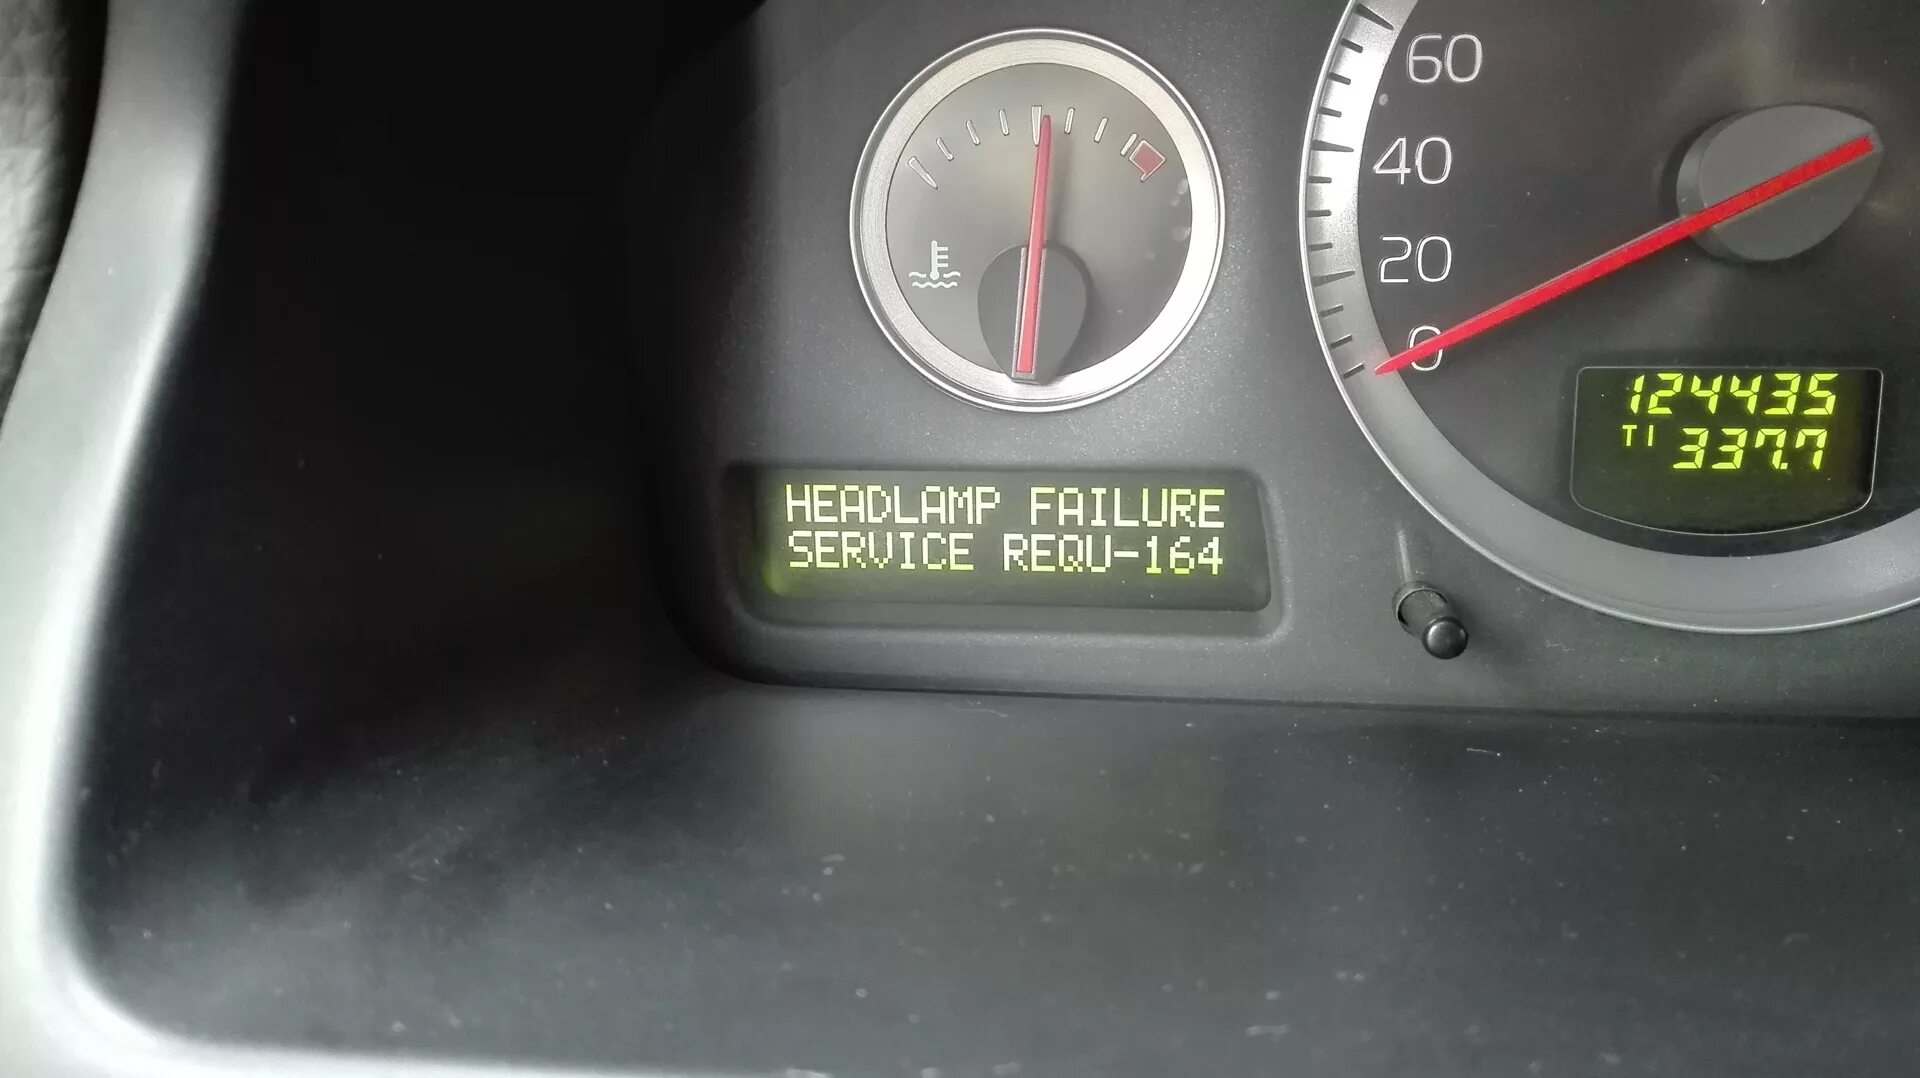 60
40
20
0
124435
T1 337.7
HEADLAMP FAILURE
SERVICE REQU-164